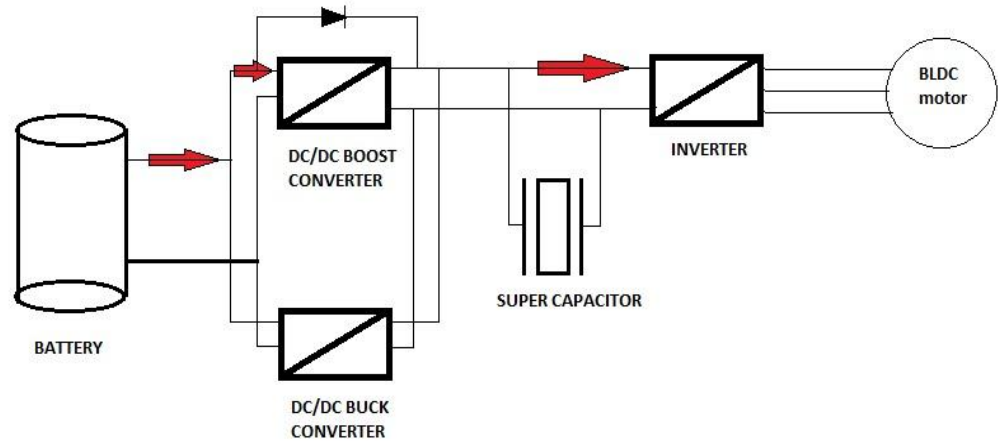 BLDC
motor
DC/DC BOOST
CONVERTER
INVERTER
SUPER CAPACITOR
BATTERY
DC/DC BUCK
CONVERTER